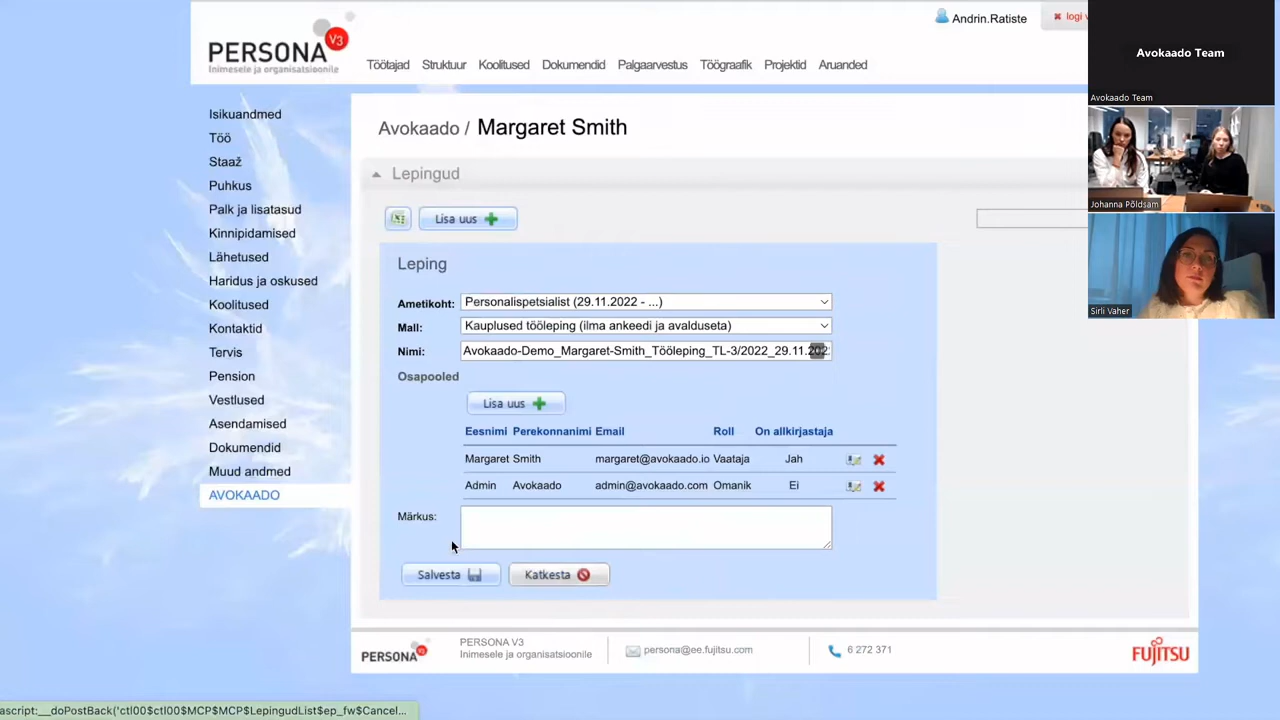 PERSONA V3
Inimesele ja organisatsioonile
Andrin.Ratiste
logi v
Töötajad Struktuur Koolitused Dokumendid Palgaarvestus Töögraafik Projektid Aruanded
Avokaado Team
Avokaado Team
Johanna Põldsam
Sirli Vaher
Isikuandmed
Töö
Staaž
Puhkus
Palk ja lisatasud
Kinnipidamised
Lähetused
Haridus ja oskused
Koolitused
Kontaktid
Tervis
Pension
Vestlused
Asendamised
Dokumendid
Muud andmed
AVOKAADO
Avokaado / Margaret Smith
Lepingud
Lisa uus
Leping
Ametikoht: Personalispetsialist (29.11.2022 - ...)
Mall: Kauplused tööleping (ilma ankeedi ja avalduseta)
Nimi: Avokaado-Demo_Margaret-Smith_Tööleping_TL-3/2022_29.11.202
Osapooled
Lisa uus
Eesnimi Perekonnanimi Email Roll On allkirjastaja
Margaret Smith margaret@avokaado.io Vaataja Jah
Admin Avokaado admin@avokaado.com Omanik Ei
Märkus:
Salvesta Katkesta
PERSONA V3
PERSONA V3
Inimesele ja organisatsioonile
persona@ee.fujitsu.com
6 272 371
FUJITSU
ascript:__doPostBack('ctl00$ctl00$MCP$MCP$LepingudList$ep_fw$Cancel...